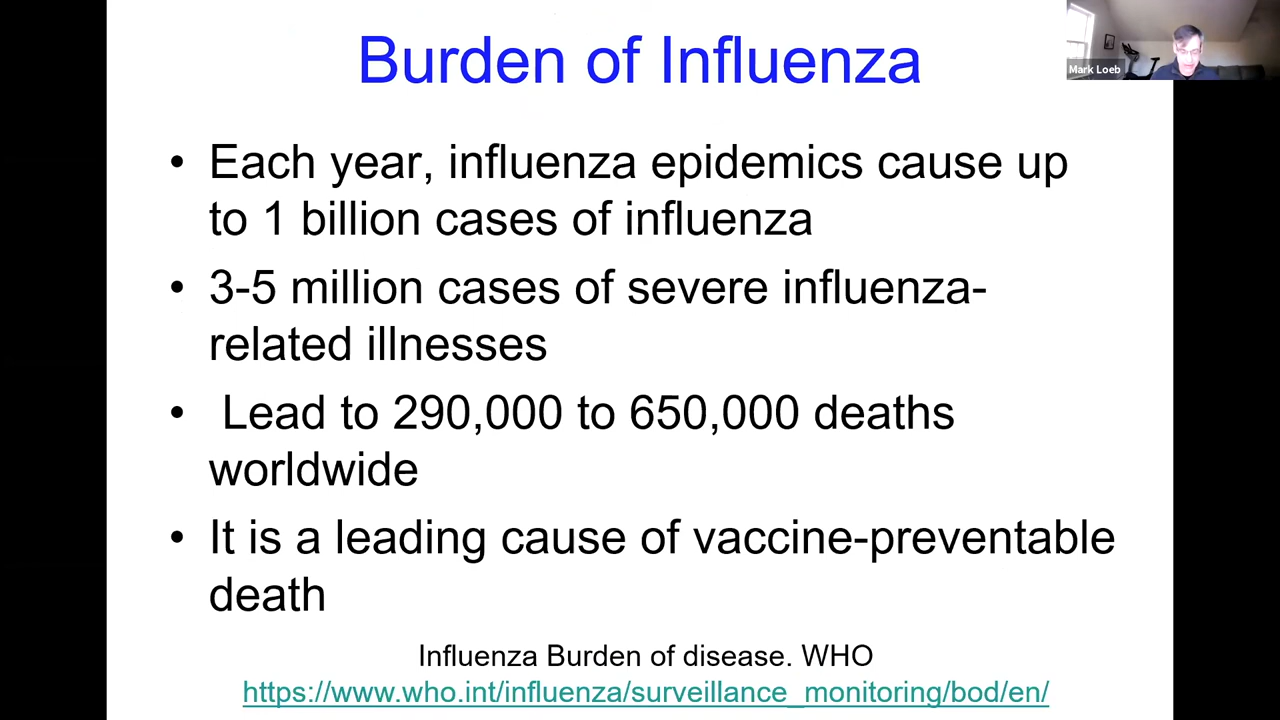 Burden of Influenza
Mark Loeb
• Each year, influenza epidemics cause up
to 1 billion cases of influenza
• 3-5 million cases of severe influenza-
related illnesses
• Lead to 290,000 to 650,000 deaths
worldwide
• It is a leading cause of vaccine-preventable
death
Influenza Burden of disease. WHO
https://www.who.int/influenza/surveillance_monitoring/bod/en/